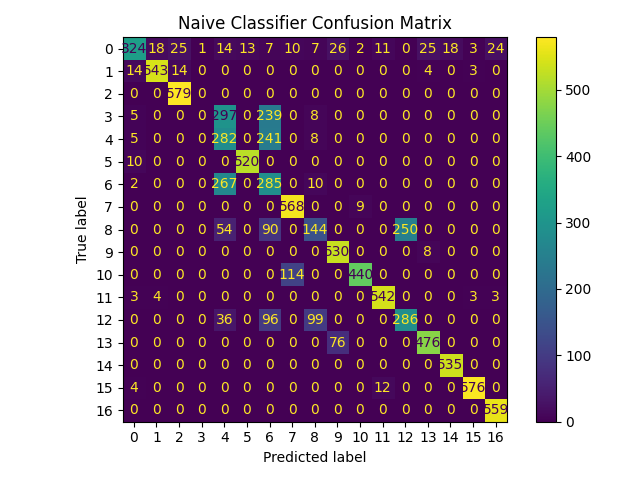 Naive Classifier Confusion Matrix
0 324 18 25 1 14 13 7 10 7 26 2 11 0 25 18 3 24
1 14 543 14 0 0 0 0 0 0 0 0 0 0 4 0 3 0
2 0 0 579 0 0 0 0 0 0 0 0 0 0 0 0 0 0
3 5 0 0 0 297 0 239 0 8 0 0 0 0 0 0 0 0
4 5 0 0 0 282 0 241 0 8 0 0 0 0 0 0 0 0
5 10 0 0 0 0 520 0 0 0 0 0 0 0 0 0 0 0
6 2 0 0 0 267 0 285 0 10 0 0 0 0 0 0 0 0
7 0 0 0 0 0 0 0 568 0 0 9 0 0 0 0 0 0
8 0 0 0 0 54 0 90 0 144 0 0 0 250 0 0 0 0
9 0 0 0 0 0 0 0 0 0 530 0 0 0 8 0 0 0
10 0 0 0 0 0 0 0 114 0 0 440 0 0 0 0 0 0
11 3 4 0 0 0 0 0 0 0 0 0 542 0 0 0 3 3
12 0 0 0 0 36 0 96 0 99 0 0 0 286 0 0 0 0
13 0 0 0 0 0 0 0 0 0 76 0 0 0 476 0 0 0
14 0 0 0 0 0 0 0 0 0 0 0 0 0 0 535 0 0
15 4 0 0 0 0 0 0 0 0 0 0 12 0 0 0 576 0
16 0 0 0 0 0 0 0 0 0 0 0 0 0 0 0 0 559
0 1 2 3 4 5 6 7 8 9 10 11 12 13 14 15 16
Predicted label
True label
500
400
300
200
100
0